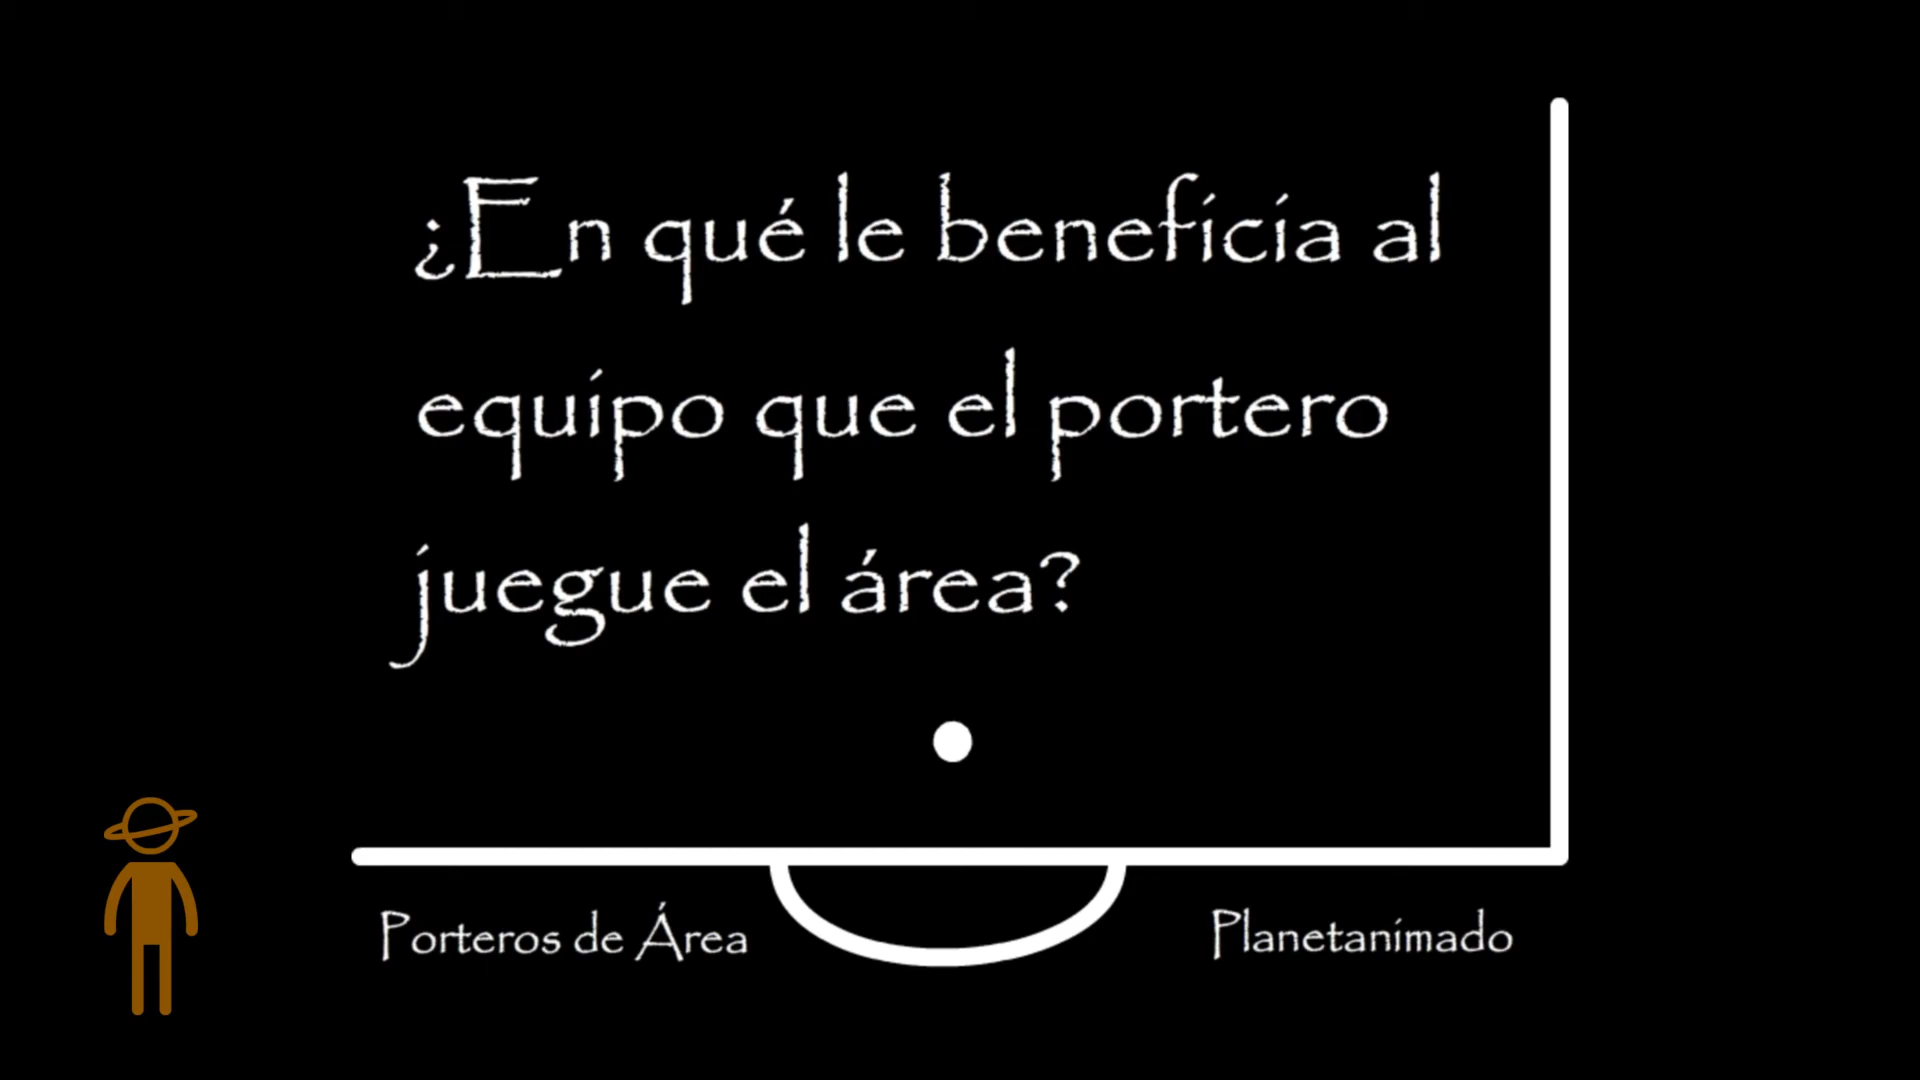 ¿En qué le beneficia al
equipo que el portero
juegue el área?
Porteros de Área
Planetanimado